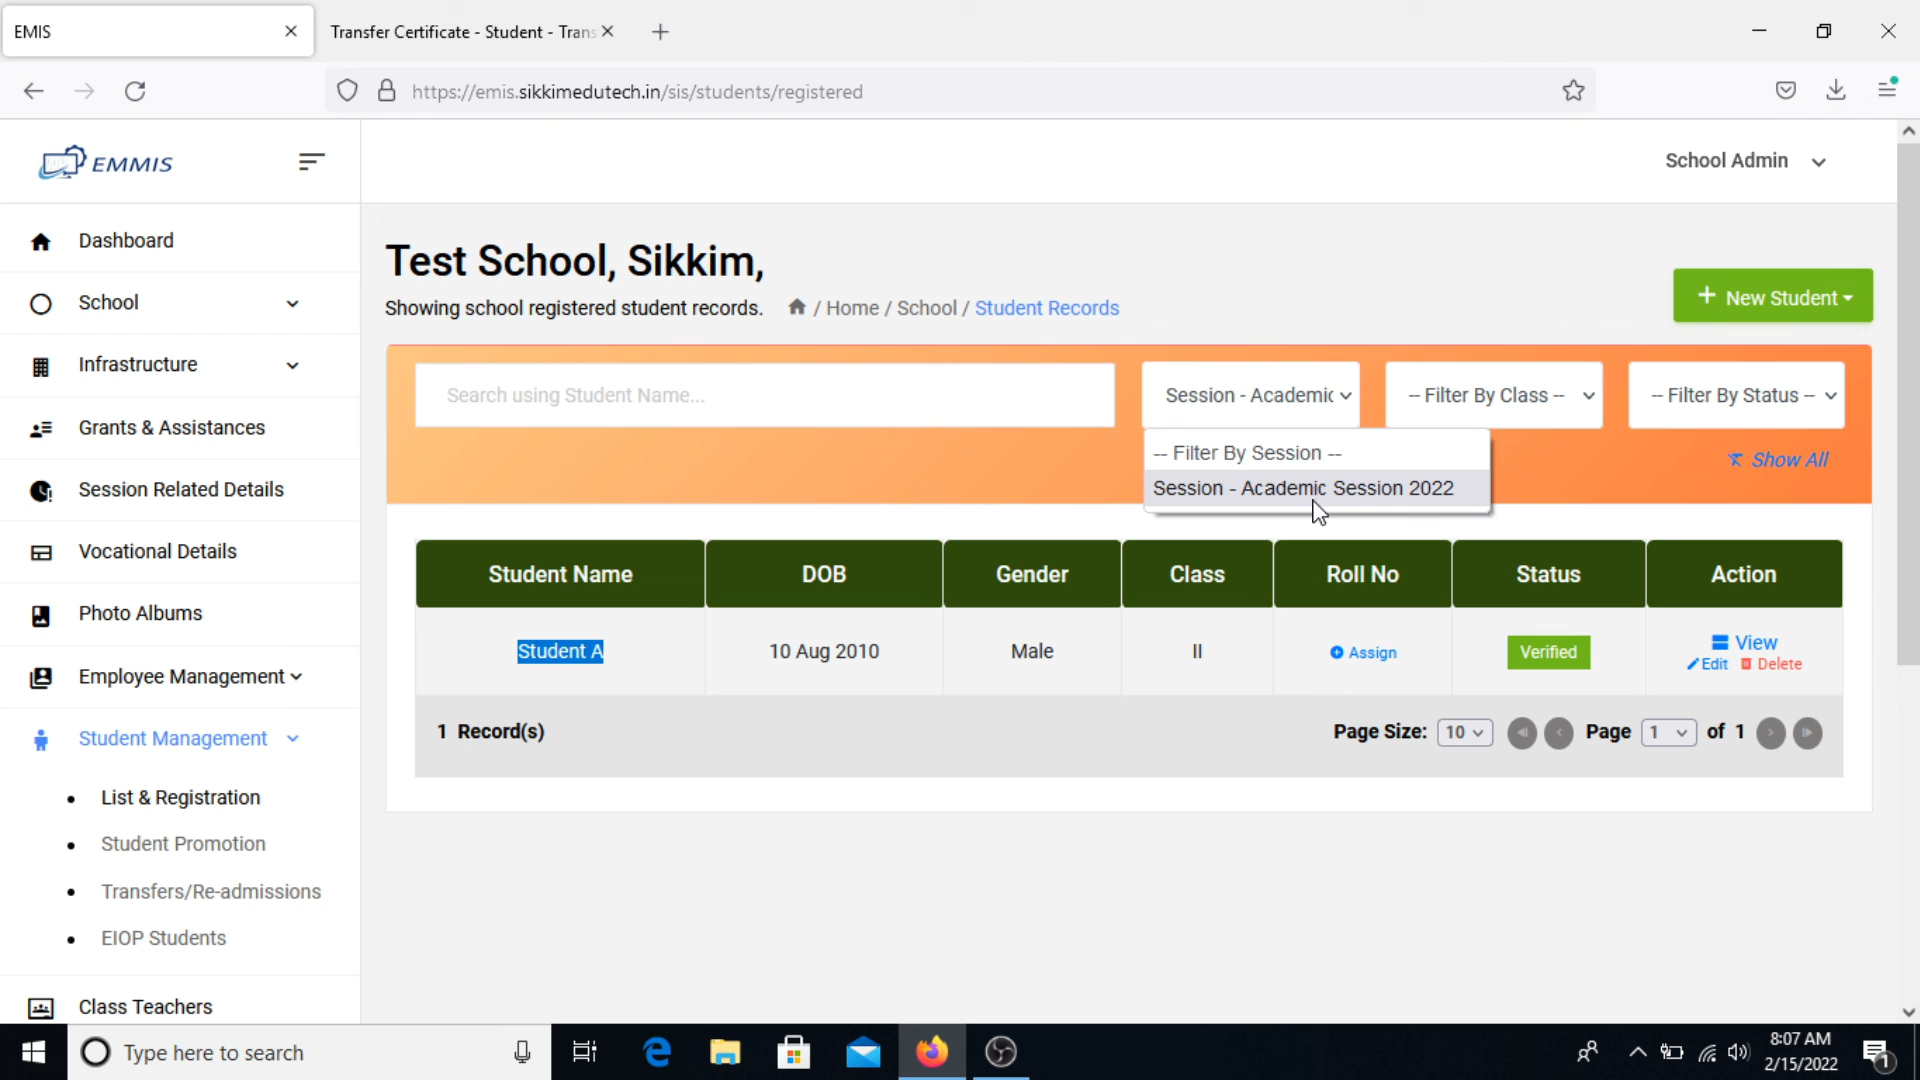 EMIS
Transfer Certificate - Student - Trans
https://emis.sikkimedutech.in/sis/students/registered
EMMIS
School Admin
Dashboard
School
Infrastructure
Grants & Assistances
Session Related Details
Vocational Details
Photo Albums
Employee Management
Student Management
List & Registration
Student Promotion
Transfers/Re-admissions
EIOP Students
Class Teachers
Test School, Sikkim,
Showing school registered student records. / Home / School / Student Records
+ New Student
Search using Student Name...
Session - Academic
-- Filter By Class --
-- Filter By Status --
-- Filter By Session --
Session - Academic Session 2022
Show All
Student Name DOB Gender Class Roll No Status Action
Student A 10 Aug 2010 Male II Assign Verified View
Edit Delete
1 Record(s) Page Size: 10 Page 1 of 1
Type here to search
8:07 AM
2/15/2022
1